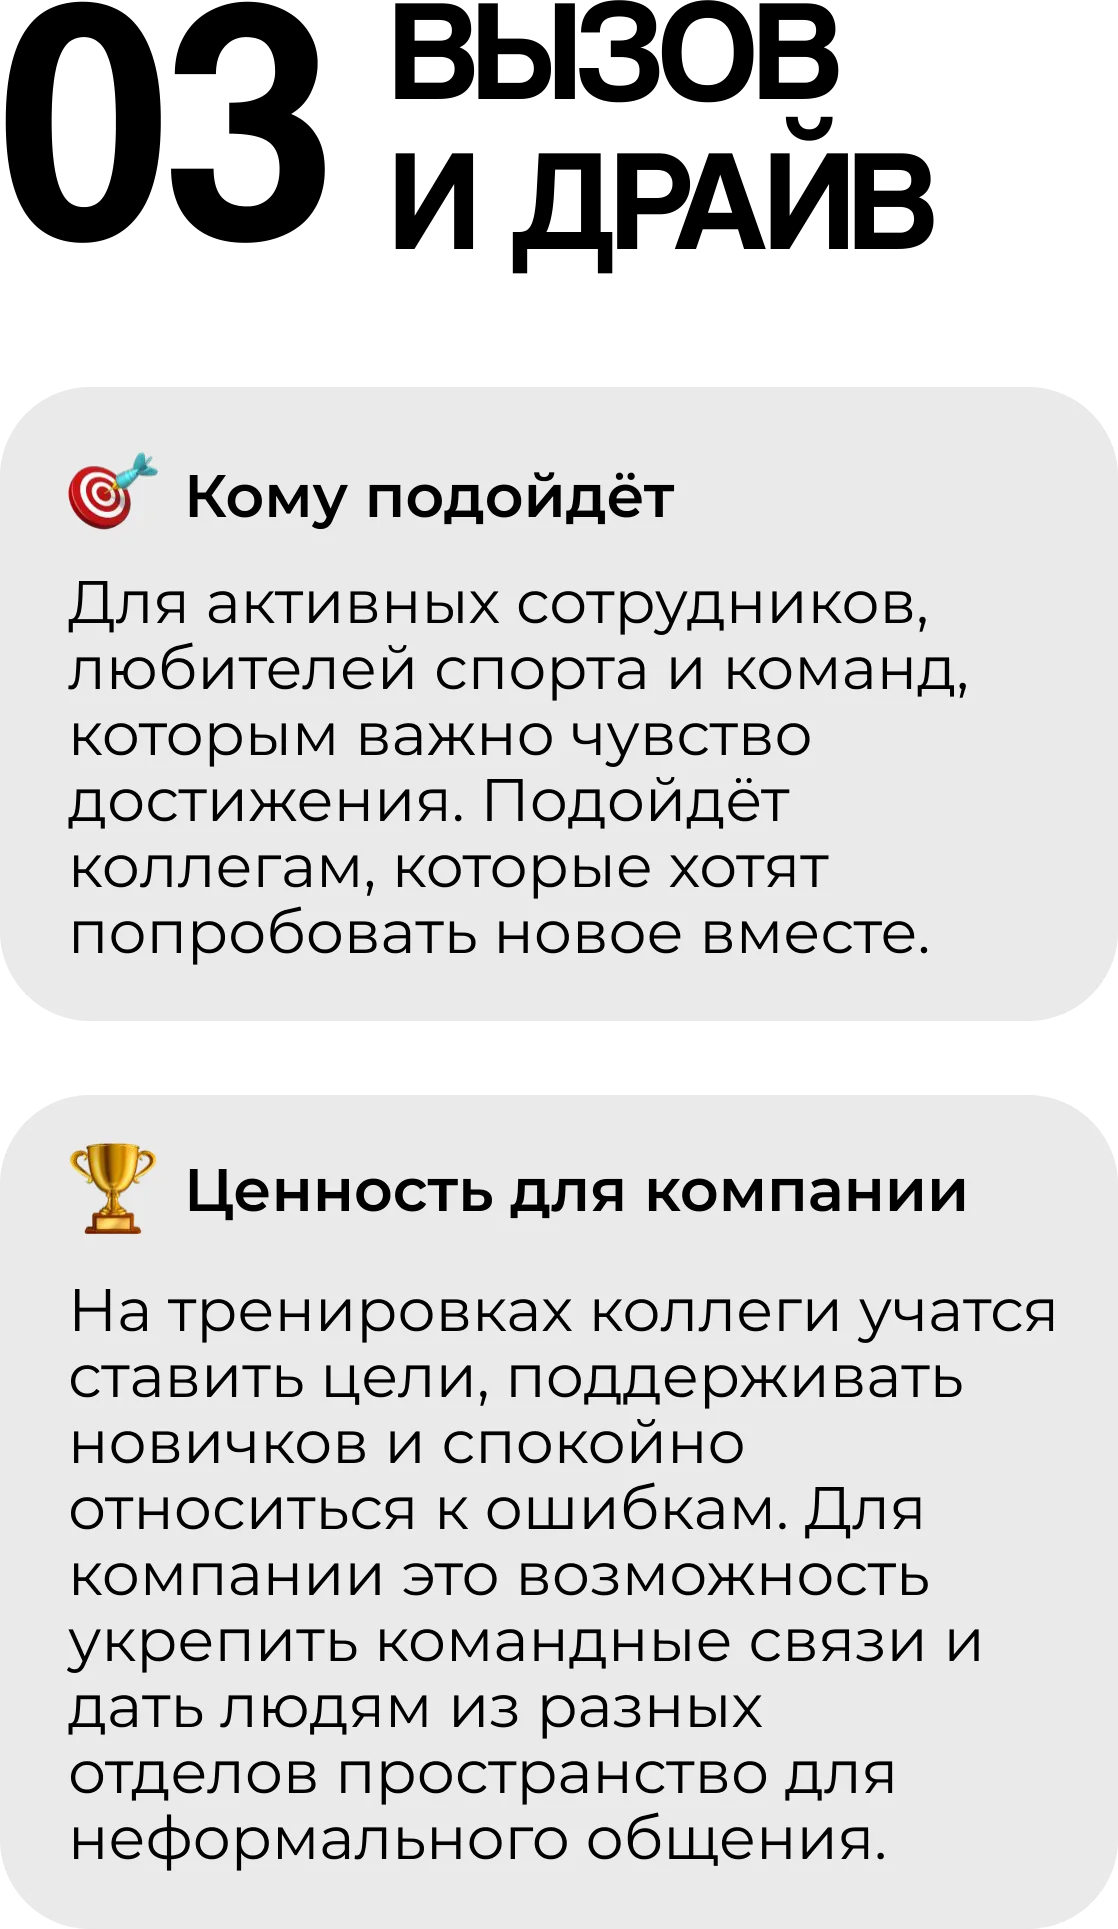 03
ВЫЗОВ
И ДРАЙВ
Кому подойдёт
Для активных сотрудников,
любителей спорта и команд,
которым важно чувство
достижения. Подойдёт
коллегам, которые хотят
попробовать новое вместе.
Ценность для компании
На тренировках коллеги учатся
ставить цели, поддерживать
новичков и спокойно
относиться к ошибкам. Для
компании это возможность
укрепить командные связи и
дать людям из разных
отделов пространство для
неформального общения.